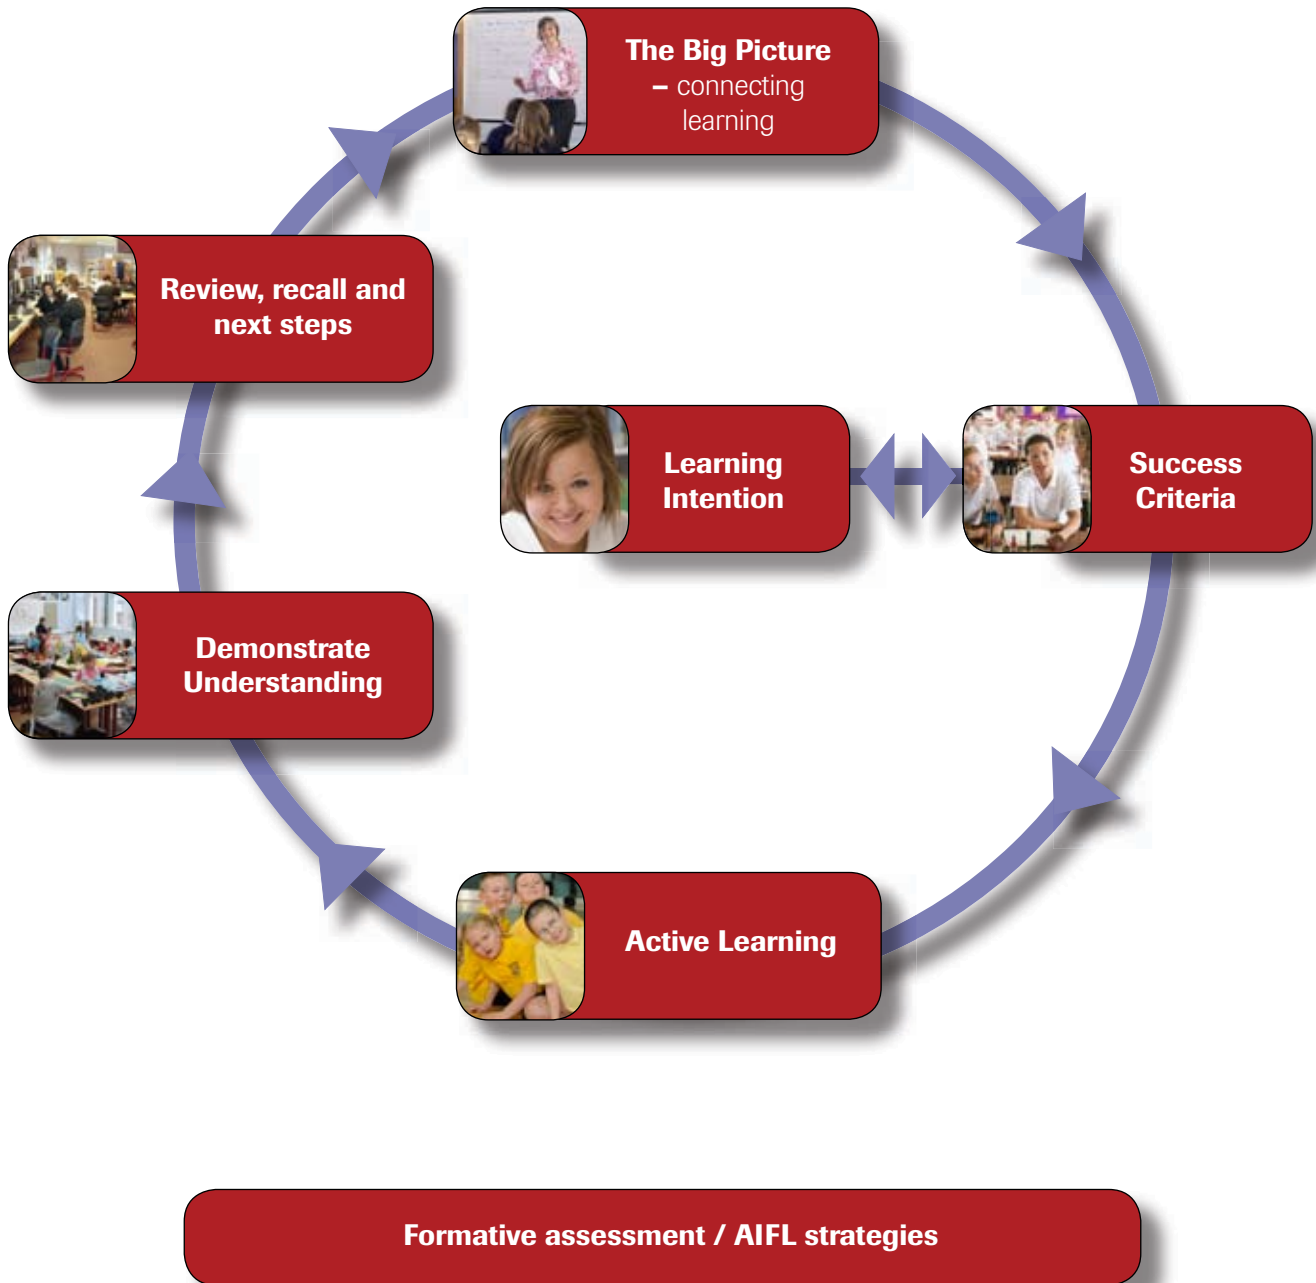 The Big Picture
– connecting
learning
Review, recall and
next steps
Learning
Intention
Success
Criteria
Demonstrate
Understanding
Active Learning
Formative assessment / AIFL strategies